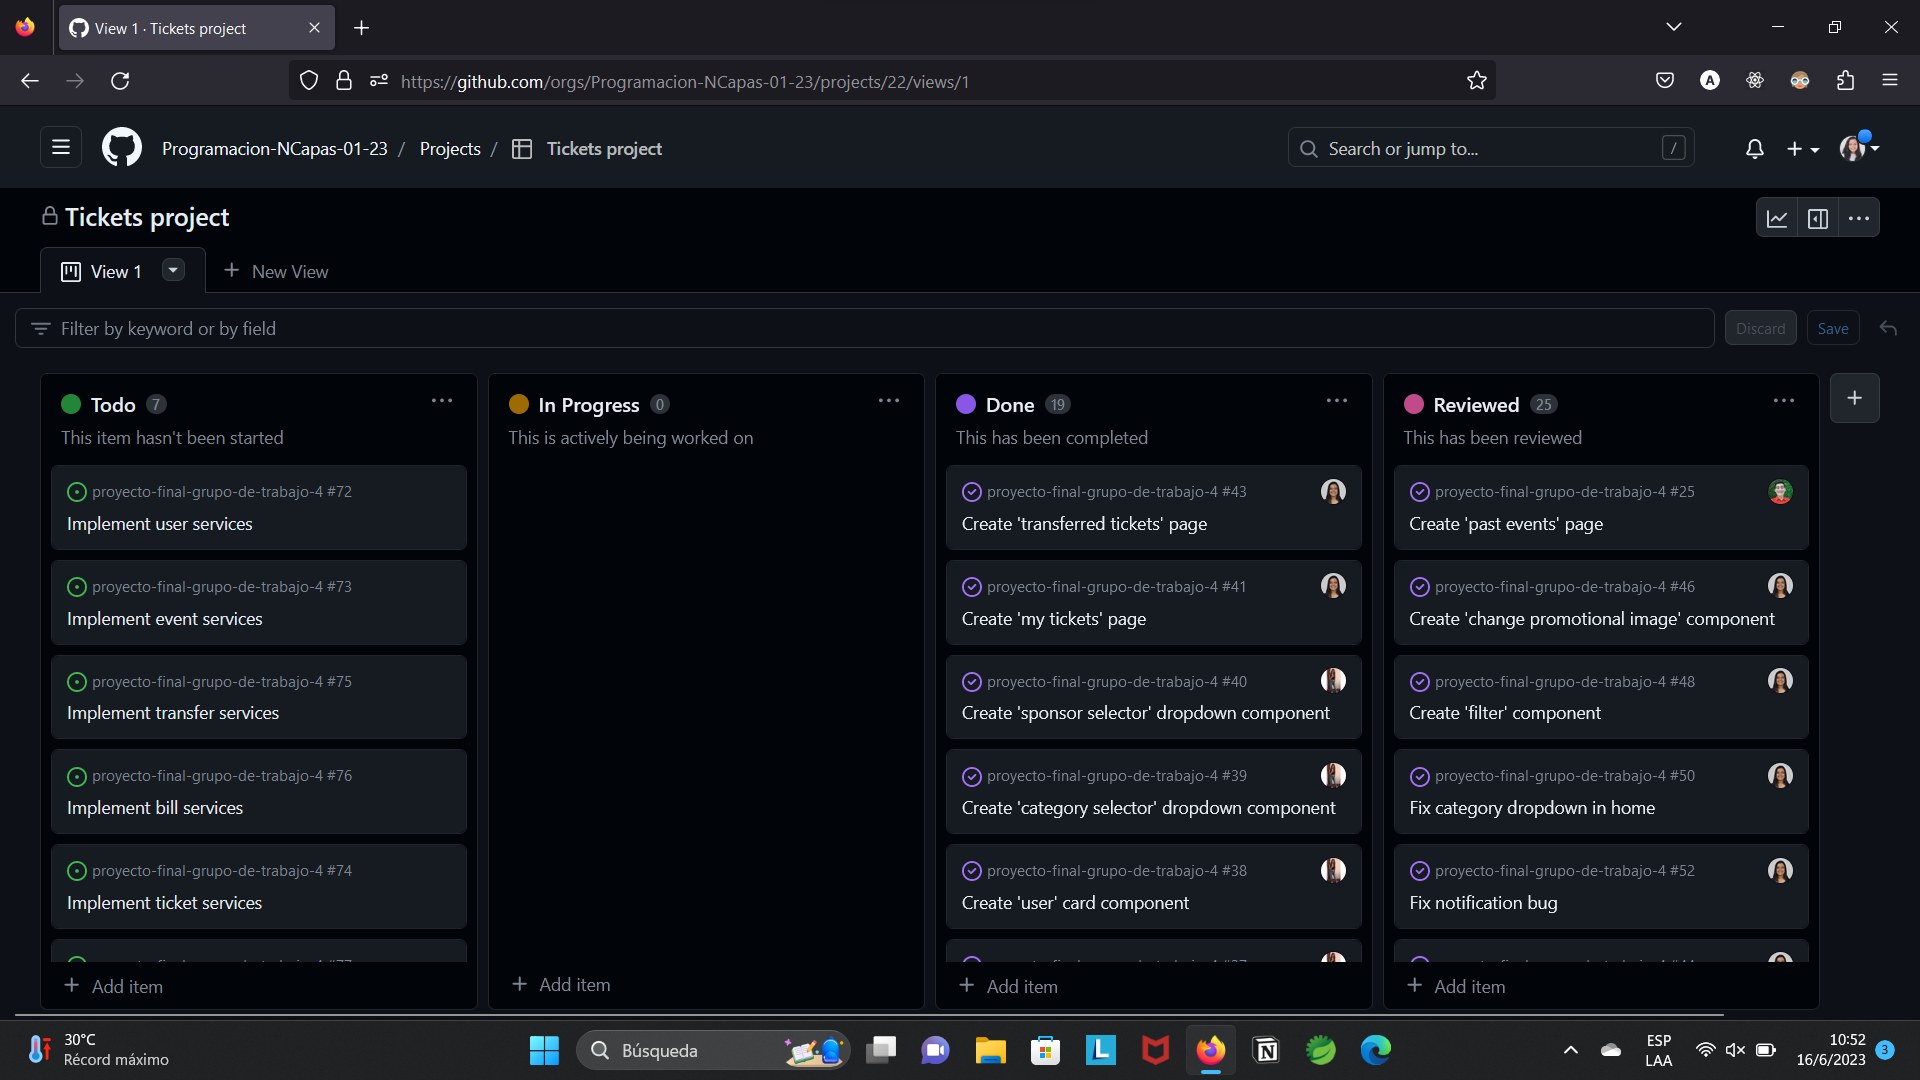 View 1 · Tickets project
https://github.com/orgs/Programacion-NCapas-01-23/projects/22/views/1
A
Programacion-NCapas-01-23 / Projects / Tickets project
Search or jump to...
/
Tickets project
View 1
New View
Filter by keyword or by field
Discard
Save
Todo 7
This item hasn't been started
proyecto-final-grupo-de-trabajo-4 #72
Implement user services
proyecto-final-grupo-de-trabajo-4 #73
Implement event services
proyecto-final-grupo-de-trabajo-4 #75
Implement transfer services
proyecto-final-grupo-de-trabajo-4 #76
Implement bill services
proyecto-final-grupo-de-trabajo-4 #74
Implement ticket services
Add item
In Progress 0
This is actively being worked on
Add item
Done 19
This has been completed
proyecto-final-grupo-de-trabajo-4 #43
Create 'transferred tickets' page
proyecto-final-grupo-de-trabajo-4 #41
Create 'my tickets' page
proyecto-final-grupo-de-trabajo-4 #40
Create 'sponsor selector' dropdown component
proyecto-final-grupo-de-trabajo-4 #39
Create 'category selector' dropdown component
proyecto-final-grupo-de-trabajo-4 #38
Create 'user' card component
Add item
Reviewed 25
This has been reviewed
proyecto-final-grupo-de-trabajo-4 #25
Create 'past events' page
proyecto-final-grupo-de-trabajo-4 #46
Create 'change promotional image' component
proyecto-final-grupo-de-trabajo-4 #48
Create 'filter' component
proyecto-final-grupo-de-trabajo-4 #50
Fix category dropdown in home
proyecto-final-grupo-de-trabajo-4 #52
Fix notification bug
Add item
30°C
Récord máximo
Búsqueda
L
N
ESP
LAA
10:52
16/6/2023
3